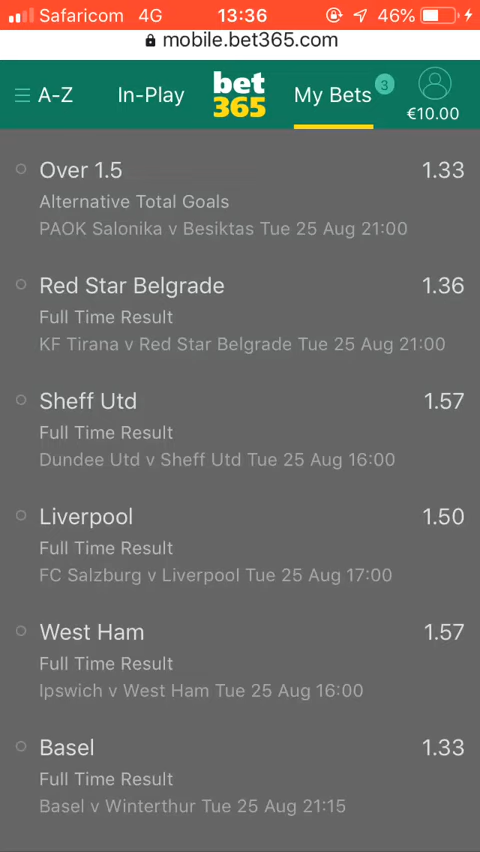 Safaricom 4G 13:36 46%
mobile.bet365.com
A-Z In-Play bet365 My Bets 3
€10.00
Over 1.5 1.33
Alternative Total Goals
PAOK Salonika v Besiktas Tue 25 Aug 21:00
Red Star Belgrade 1.36
Full Time Result
KF Tirana v Red Star Belgrade Tue 25 Aug 21:00
Sheff Utd 1.57
Full Time Result
Dundee Utd v Sheff Utd Tue 25 Aug 16:00
Liverpool 1.50
Full Time Result
FC Salzburg v Liverpool Tue 25 Aug 17:00
West Ham 1.57
Full Time Result
Ipswich v West Ham Tue 25 Aug 16:00
Basel 1.33
Full Time Result
Basel v Winterthur Tue 25 Aug 21:15